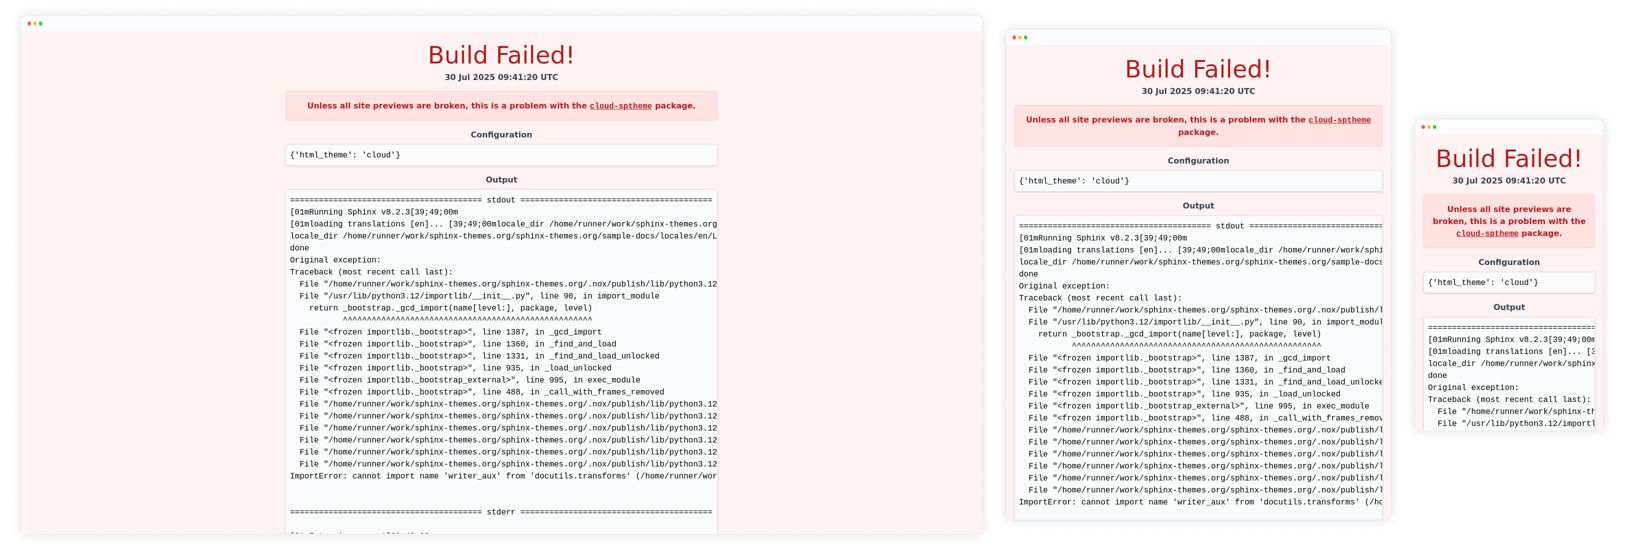 Build Failed!
30 Jul 2025 09:41:20 UTC
Unless all site previews are broken, this is a problem with the cloud-sptheme package.
Configuration
{'html_theme': 'cloud'}
Output
======================================== stdout ========================================
[01mRunning Sphinx v8.2.3[39;49;00m
[01mloading translations [en]... [39;49;00mlocale_dir /home/runner/work/sphinx-themes.org
locale_dir /home/runner/work/sphinx-themes.org/sphinx-themes.org/sample-docs/locales/en/L
done
Original exception:
Traceback (most recent call last):
  File "/home/runner/work/sphinx-themes.org/sphinx-themes.org/.nox/publish/lib/python3.12
  File "/usr/lib/python3.12/importlib/__init__.py", line 90, in import_module
    return _bootstrap._gcd_import(name[level:], package, level)
           ^^^^^^^^^^^^^^^^^^^^^^^^^^^^^^^^^^^^^^^^^^^^^^^^^^^^
  File "<frozen importlib._bootstrap>", line 1387, in _gcd_import
  File "<frozen importlib._bootstrap>", line 1360, in _find_and_load
  File "<frozen importlib._bootstrap>", line 1331, in _find_and_load_unlocked
  File "<frozen importlib._bootstrap>", line 935, in _load_unlocked
  File "<frozen importlib._bootstrap_external>", line 995, in exec_module
  File "<frozen importlib._bootstrap>", line 488, in _call_with_frames_removed
  File "/home/runner/work/sphinx-themes.org/sphinx-themes.org/.nox/publish/lib/python3.12
  File "/home/runner/work/sphinx-themes.org/sphinx-themes.org/.nox/publish/lib/python3.12
  File "/home/runner/work/sphinx-themes.org/sphinx-themes.org/.nox/publish/lib/python3.12
  File "/home/runner/work/sphinx-themes.org/sphinx-themes.org/.nox/publish/lib/python3.12
  File "/home/runner/work/sphinx-themes.org/sphinx-themes.org/.nox/publish/lib/python3.12
  File "/home/runner/work/sphinx-themes.org/sphinx-themes.org/.nox/publish/lib/python3.12
ImportError: cannot import name 'writer_aux' from 'docutils.transforms' (/home/runner/wor
======================================== stderr ========================================
Build Failed!
30 Jul 2025 09:41:20 UTC
Unless all site previews are broken, this is a problem with the cloud-sptheme
package.
Configuration
{'html_theme': 'cloud'}
Output
======================================== stdout ============================
[01mRunning Sphinx v8.2.3[39;49;00m
[01mloading translations [en]... [39;49;00mlocale_dir /home/runner/work/sphi
locale_dir /home/runner/work/sphinx-themes.org/sphinx-themes.org/sample-docs
done
Original exception:
Traceback (most recent call last):
  File "/home/runner/work/sphinx-themes.org/sphinx-themes.org/.nox/publish/l
  File "/usr/lib/python3.12/importlib/__init__.py", line 90, in import_modul
    return _bootstrap._gcd_import(name[level:], package, level)
           ^^^^^^^^^^^^^^^^^^^^^^^^^^^^^^^^^^^^^^^^^^^^^^^^^^^^
  File "<frozen importlib._bootstrap>", line 1387, in _gcd_import
  File "<frozen importlib._bootstrap>", line 1360, in _find_and_load
  File "<frozen importlib._bootstrap>", line 1331, in _find_and_load_unlocke
  File "<frozen importlib._bootstrap>", line 935, in _load_unlocked
  File "<frozen importlib._bootstrap_external>", line 995, in exec_module
  File "<frozen importlib._bootstrap>", line 488, in _call_with_frames_remov
  File "/home/runner/work/sphinx-themes.org/sphinx-themes.org/.nox/publish/l
  File "/home/runner/work/sphinx-themes.org/sphinx-themes.org/.nox/publish/l
  File "/home/runner/work/sphinx-themes.org/sphinx-themes.org/.nox/publish/l
  File "/home/runner/work/sphinx-themes.org/sphinx-themes.org/.nox/publish/l
  File "/home/runner/work/sphinx-themes.org/sphinx-themes.org/.nox/publish/l
  File "/home/runner/work/sphinx-themes.org/sphinx-themes.org/.nox/publish/l
ImportError: cannot import name 'writer_aux' from 'docutils.transforms' (/ho
Build Failed!
30 Jul 2025 09:41:20 UTC
Unless all site previews are
broken, this is a problem with the
cloud-sptheme package.
Configuration
{'html_theme': 'cloud'}
Output
===================================
[01mRunning Sphinx v8.2.3[39;49;00m
[01mloading translations [en]... [3
locale_dir /home/runner/work/sphinx
done
Original exception:
Traceback (most recent call last):
  File "/home/runner/work/sphinx-th
  File "/usr/lib/python3.12/importl